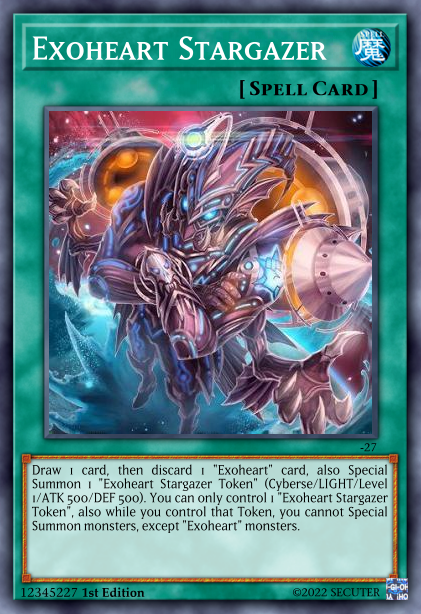 Exoheart Stargazer
魔
[ Spell Card ]
-27
Draw 1 card, then discard 1 "Exoheart" card, also Special
Summon 1 "Exoheart Stargazer Token" (Cyberse/LIGHT/Level
1/ATK 500/DEF 500). You can only control 1 "Exoheart Stargazer
Token", also while you control that Token, you cannot Special
Summon monsters, except "Exoheart" monsters.
12345227 1st Edition ©2022 SECUTER